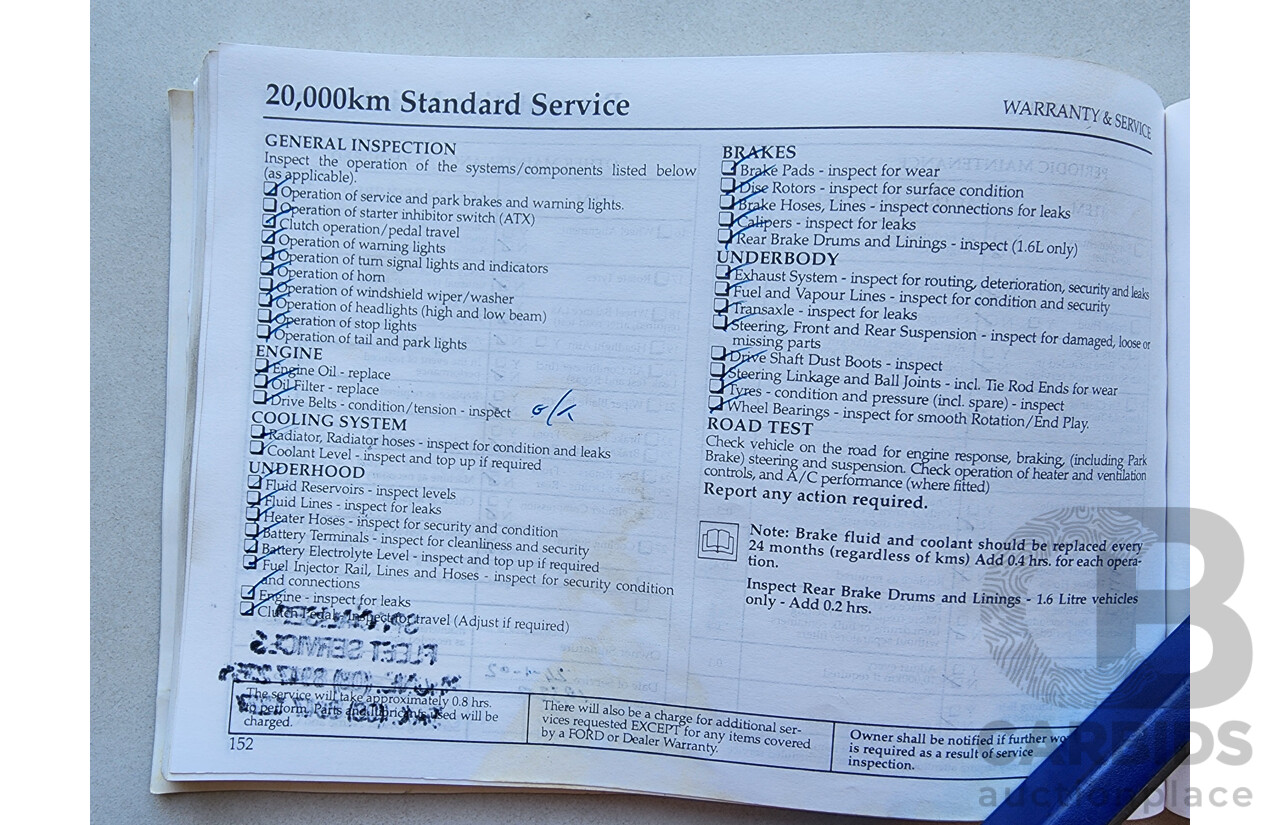 20,000km Standard Service
WARRANTY & SERVICE
GENERAL INSPECTION
Inspect the operation of the systems/components listed below
(as applicable).
Operation of service and park brakes and warning lights.
Operation of starter inhibitor switch (ATX)
Clutch operation/pedal travel
Operation of warning lights
Operation of turn signal lights and indicators
Operation of horn
Operation of windshield wiper/washer
Operation of headlights (high and low beam)
Operation of stop lights
Operation of tail and park lights
ENGINE
Engine Oil - replace
Oil Filter - replace
Drive Belts - condition/tension - inspect o/k
COOLING SYSTEM
Radiator, Radiator hoses - inspect for condition and leaks
Coolant Level - inspect and top up if required
UNDERHOOD
Fluid Reservoirs - inspect levels
Fluid Lines - inspect for leaks
Heater Hoses - inspect for security and condition
Battery Terminals - inspect for cleanliness and security
Battery Electrolyte Level - inspect and top up if required
Fuel Injector Rail, Lines and Hoses - inspect for security condition
and connections
Engine - inspect for leaks
Clutch Pedal - Inspect for travel (Adjust if required)
FLEET SERVICES
The service will take approximately 0.8 hrs.
to perform. Parts and lubricants used will be
charged.
152
There will also be a charge for additional ser-
vices requested EXCEPT for any items covered
by a FORD or Dealer Warranty.
BRAKES
Brake Pads - inspect for wear
Disc Rotors - inspect for surface condition
Brake Hoses, Lines - inspect connections for leaks
Calipers - inspect for leaks
Rear Brake Drums and Linings - inspect (1.6L only)
UNDERBODY
Exhaust System - inspect for routing, deterioration, security and leaks
Fuel and Vapour Lines - inspect for condition and security
Transaxle - inspect for leaks
Steering, Front and Rear Suspension - inspect for damaged, loose or
missing parts
Drive Shaft Dust Boots - inspect
Steering Linkage and Ball Joints - incl. Tie Rod Ends for wear
Tyres - condition and pressure (incl. spare) - inspect
Wheel Bearings - inspect for smooth Rotation/End Play.
ROAD TEST
Check vehicle on the road for engine response, braking, (including Park
Brake) steering and suspension. Check operation of heater and ventilation
controls, and A/C performance (where fitted)
Report any action required.
Note: Brake fluid and coolant should be replaced every
24 months (regardless of kms) Add 0.4 hrs. for each opera-
tion.
Inspect Rear Brake Drums and Linings - 1.6 Litre vehicles
only - Add 0.2 hrs.
Owner shall be notified if further
is required as a result of service
inspection.
CARBIDS
auctionplace